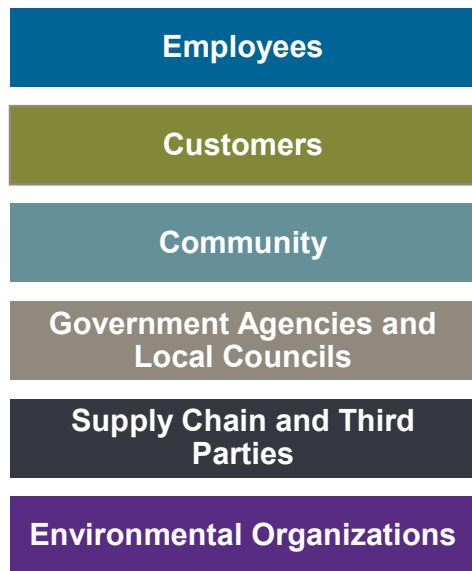 Employees
Customers
Community
Government Agencies and
Local Councils
Supply Chain and Third
Parties
Environmental Organizations